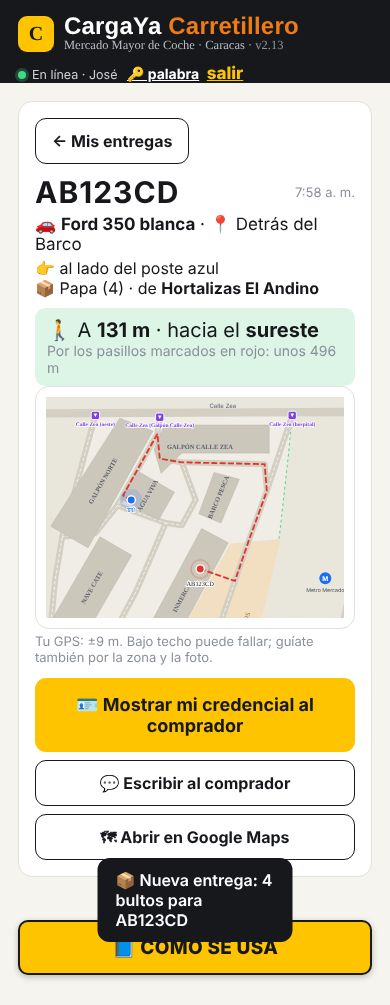 C CargaYa Carretillero
Mercado Mayor de Coche · Caracas · v2.13
En línea · José 🔑 palabra salir
← Mis entregas
AB123CD 7:58 a. m.
🚗 Ford 350 blanca · 📍 Detrás del
Barco
👉 al lado del poste azul
📦 Papa (4) · de Hortalizas El Andino
🚶 A 131 m · hacia el sureste
Por los pasillos marcados en rojo: unos 496
m
Calle Zea
Calle Zea (oeste) Calle Zea (Galpón Calle Zea) Calle Zea (hospital)
GALPÓN CALLE ZEA
GALPÓN NORTE
AGUA VIVA
BARCO PESCA
tú
AB123CD
NAVE CATE
INMERC
M
Metro Mercado
Tu GPS: ±9 m. Bajo techo puede fallar; guíate
también por la zona y la foto.
🪪 Mostrar mi credencial al
comprador
💬 Escribir al comprador
🗺 Abrir en Google Maps
📦 Nueva entrega: 4
bultos para
AB123CD
📘 CÓMO SE USA